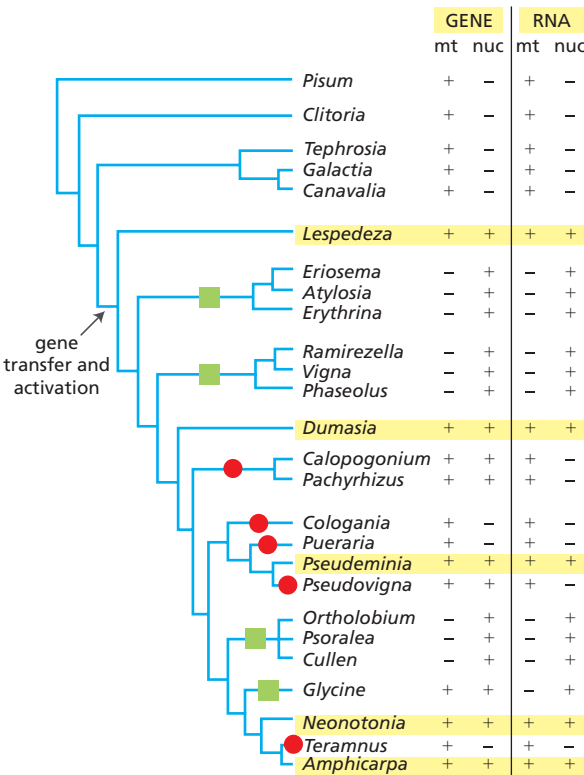 GENE RNA
mt nuc mt nuc
Pisum + – + –
Clitoria + – + –
Tephrosia + – + –
Galactia + – + –
Canavalia + – + –
Lespedeza + + + +
Eriosema – + – +
Atylosia – + – +
Erythrina – + – +
gene
transfer and
activation
Ramirezella – + – +
Vigna – + – +
Phaseolus – + – +
Dumasia + + + +
Calopogonium + + + –
Pachyrhizus + + + –
Cologania + – + –
Pueraria + – + –
Pseudeminia + + + +
Pseudovigna + + + –
Ortholobium – + – +
Psoralea – + – +
Cullen – + – +
Glycine + + – +
Neonotonia + + + +
Teramnus + – + –
Amphicarpa + + + +